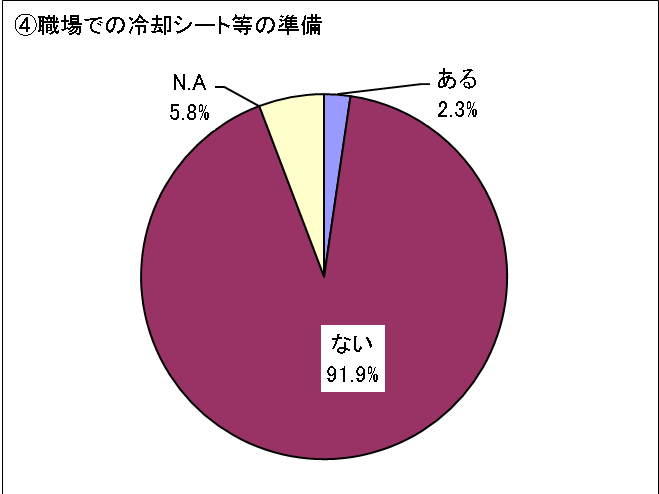 ④職場での冷却シート等の準備
N.A
5.8%
ある
2.3%
ない
91.9%